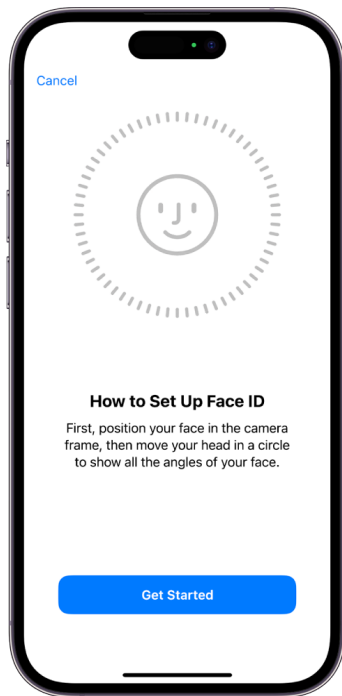 Cancel
How to Set Up Face ID
First, position your face in the camera
frame, then move your head in a circle
to show all the angles of your face.
Get Started